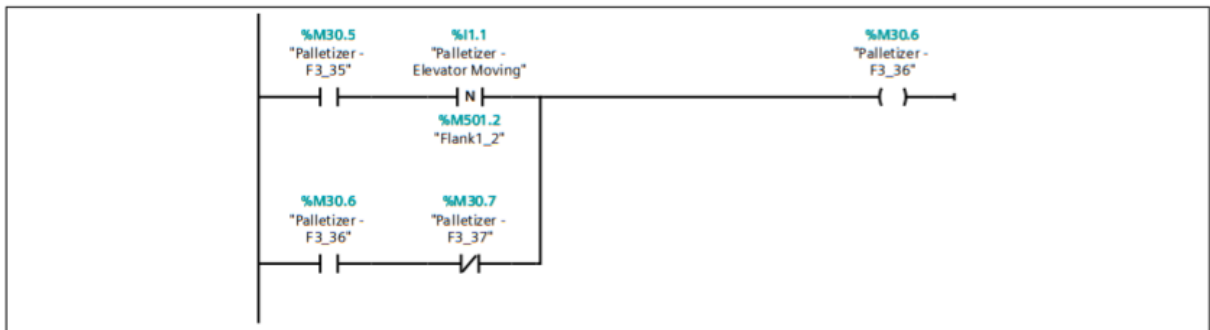 %M30.5 %I1.1 %M30.6
"Palletizer - "Palletizer - "Palletizer -
F3_35" Elevator Moving" F3_36"
N
%M501.2
"Flank1_2"
%M30.6 %M30.7
"Palletizer - "Palletizer -
F3_36" F3_37"